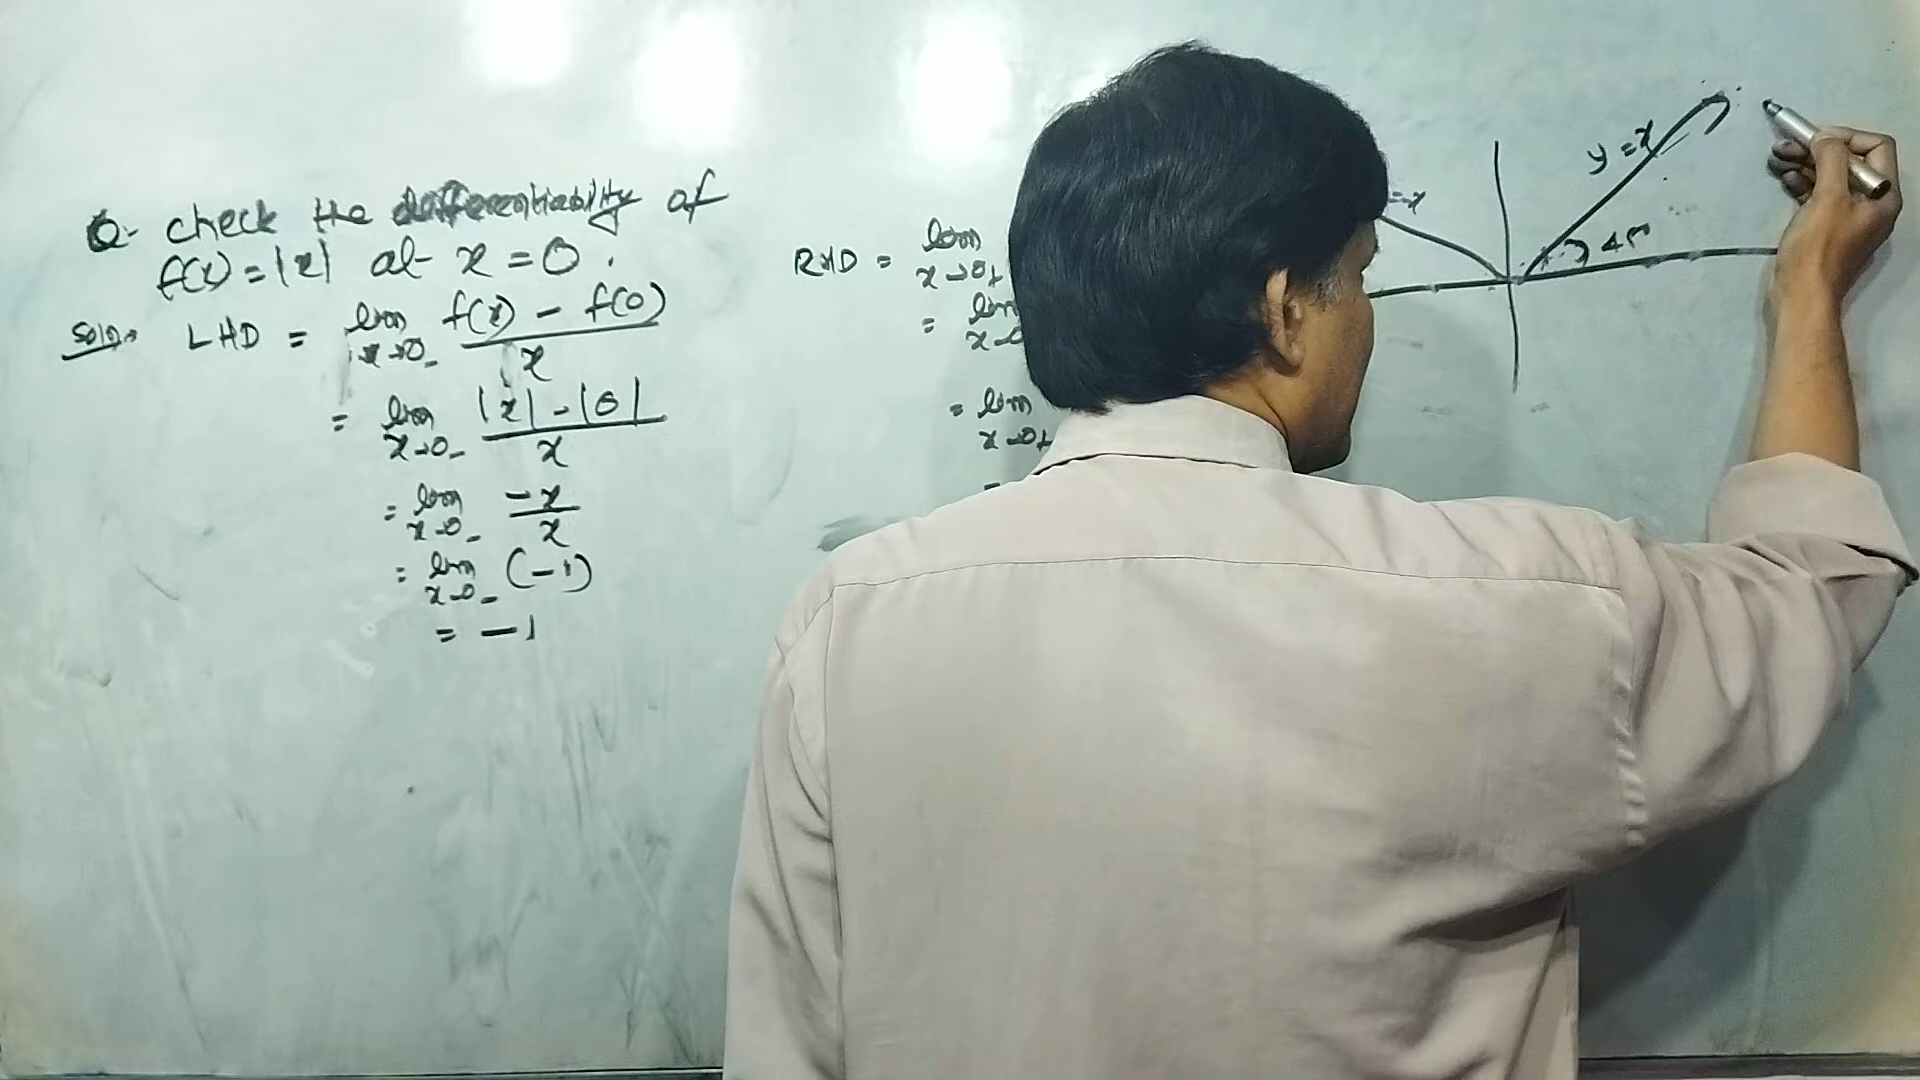 Q- check the differentiability of
f(x) = |x| at x = 0 .
Soln. LHD = lim x→0- f(x) - f(0) / x
= lim x→0- |x| - |0| / x
= lim x→0- -x / x
= lim x→0- (-1)
= -1
RHD = lim x→0+
= lim
= lim x→0+
=
= -x
y = x
45